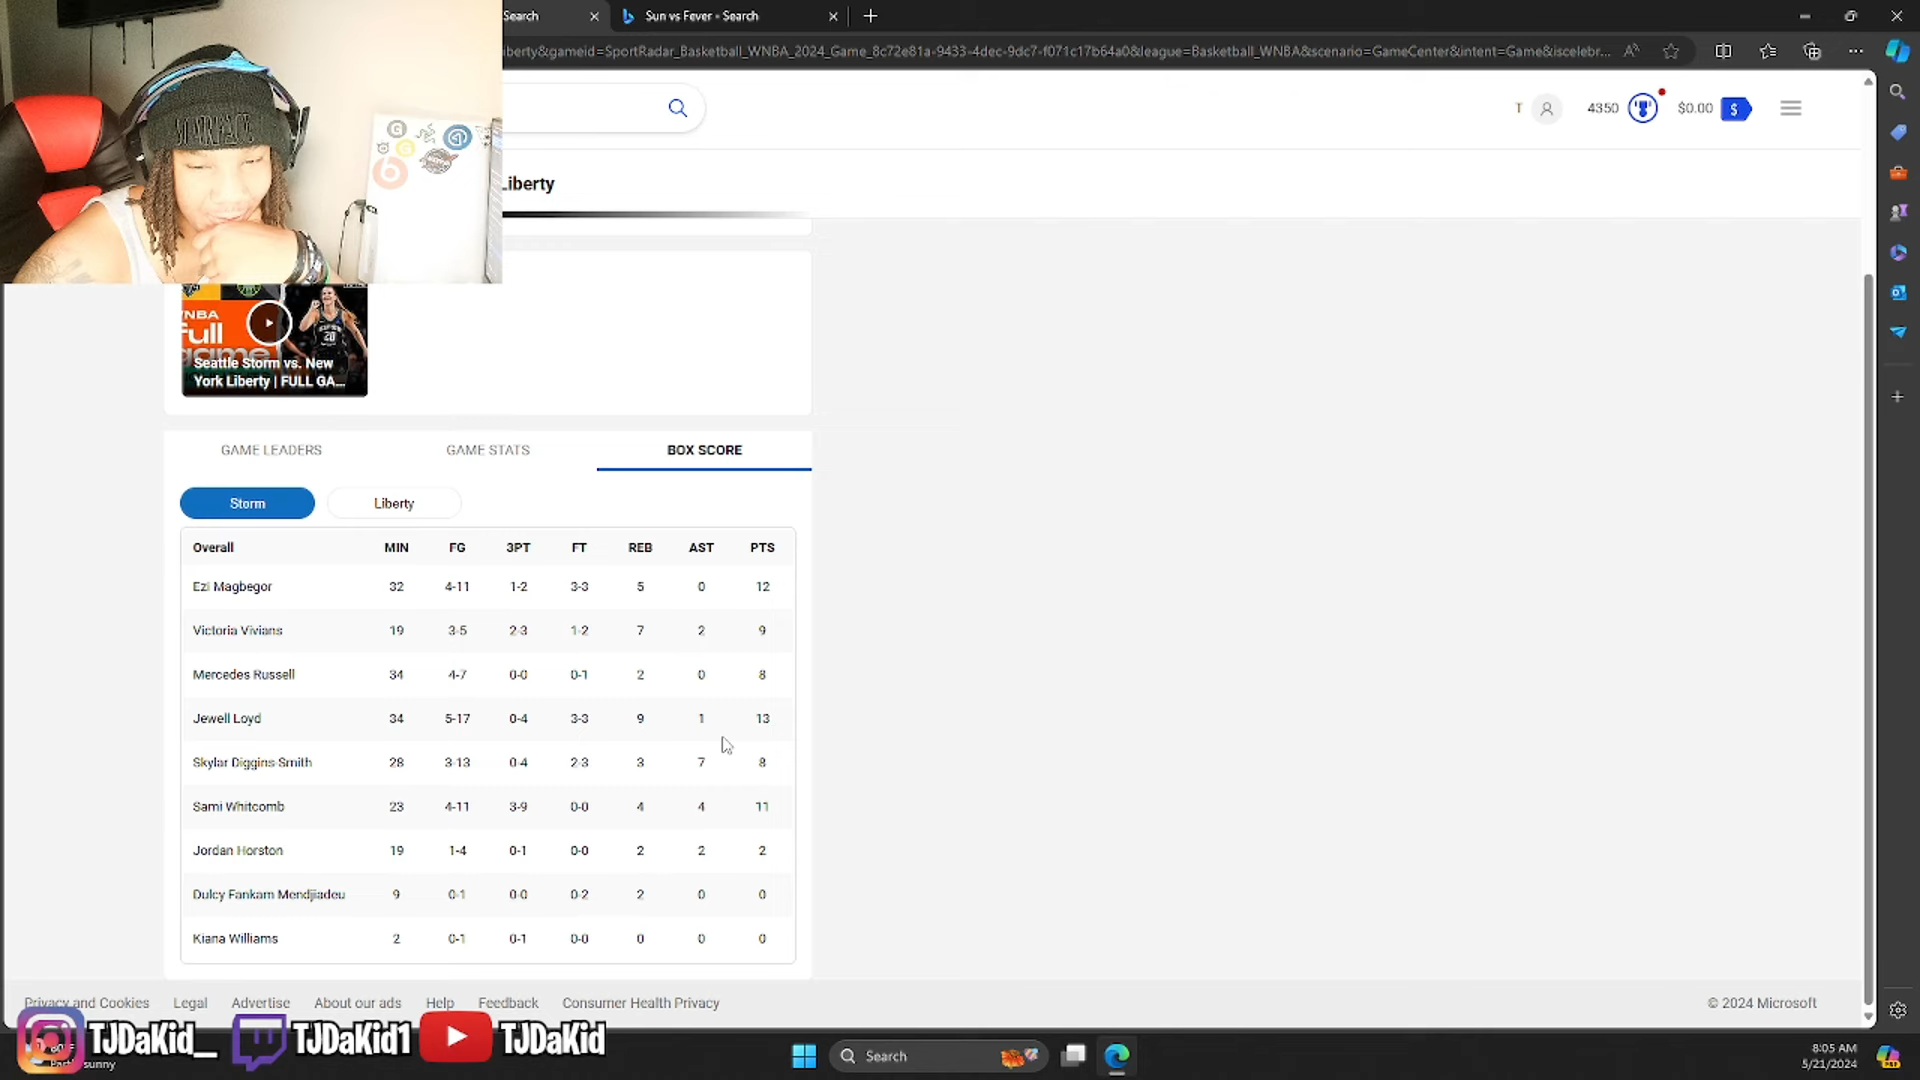 Search
Sun vs Fever - Search
iberty&gameid=SportRadar_Basketball_WNBA_2024_Game_8c72e81a-9433-4dec-9dc7-f071c17b64a0&league=Basketball_WNBA&scenario=GameCenter&intent=Game&iscelebr...
T
4350
$0.00
Liberty
WNBA
Full
game
Seattle Storm vs. New
York Liberty | FULL GA...
GAME LEADERS GAME STATS BOX SCORE
Storm Liberty
Overall MIN FG 3PT FT REB AST PTS
Ezi Magbegor 32 4-11 1-2 3-3 5 0 12
Victoria Vivians 19 3-5 2-3 1-2 7 2 9
Mercedes Russell 34 4-7 0-0 0-1 2 0 8
Jewell Loyd 34 5-17 0-4 3-3 9 1 13
Skylar Diggins-Smith 28 3-13 0-4 2-3 3 7 8
Sami Whitcomb 23 4-11 3-9 0-0 4 4 11
Jordan Horston 19 1-4 0-1 0-0 2 2 2
Dulcy Fankam Mendjiadeu 9 0-1 0-0 0-2 2 0 0
Kiana Williams 2 0-1 0-1 0-0 0 0 0
Privacy and Cookies Legal Advertise About our ads Help Feedback Consumer Health Privacy © 2024 Microsoft
TJDaKid_ TJDaKid1 TJDaKid
sunny
Search
8:05 AM
5/21/2024